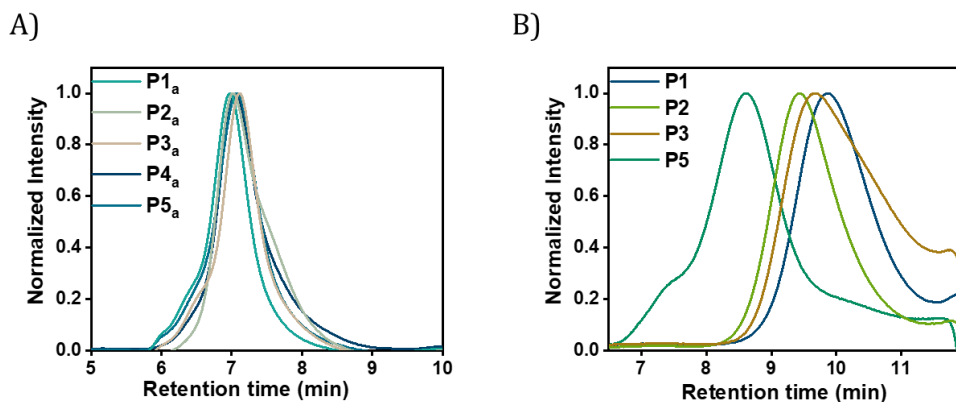 A)
Normalized Intensity
1.0
0.8
0.6
0.4
0.2
0.0
P1a
P2a
P3a
P4a
P5a
5 6 7 8 9 10
Retention time (min)
B)
Normalized Intensity
1.0
0.8
0.6
0.4
0.2
0.0
P1
P2
P3
P5
7 8 9 10 11
Retention time (min)